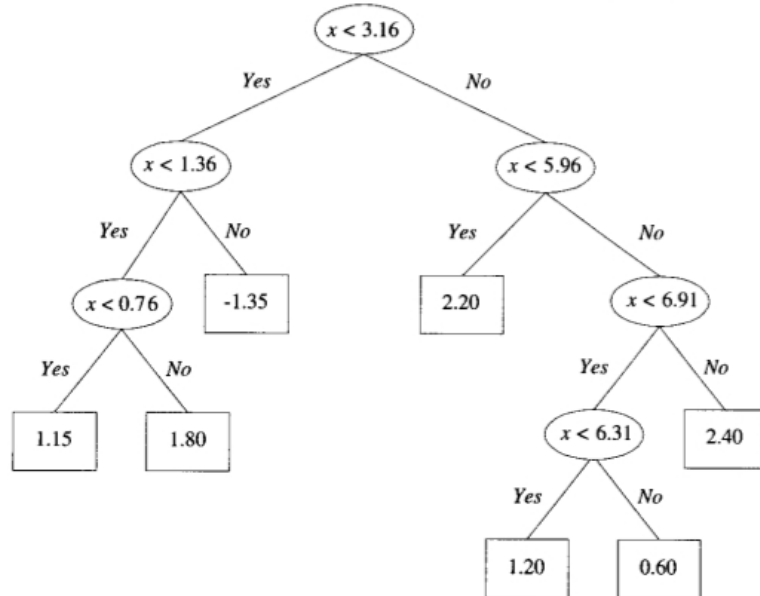 x < 3.16
Yes
No
x < 1.36
x < 5.96
Yes
No
Yes
No
x < 0.76
-1.35
2.20
x < 6.91
Yes
No
Yes
No
1.15
1.80
x < 6.31
2.40
Yes
No
1.20
0.60